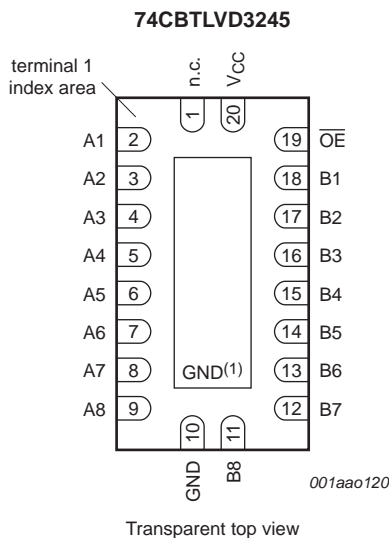 74CBTLVD3245
terminal 1
index area
n.c.
VCC
1
20
A1 2
19 OE
A2 3
18 B1
A3 4
17 B2
A4 5
16 B3
A5 6
15 B4
A6 7
14 B5
A7 8
GND(1)
13 B6
A8 9
12 B7
10
11
GND
B8
001aao120
Transparent top view